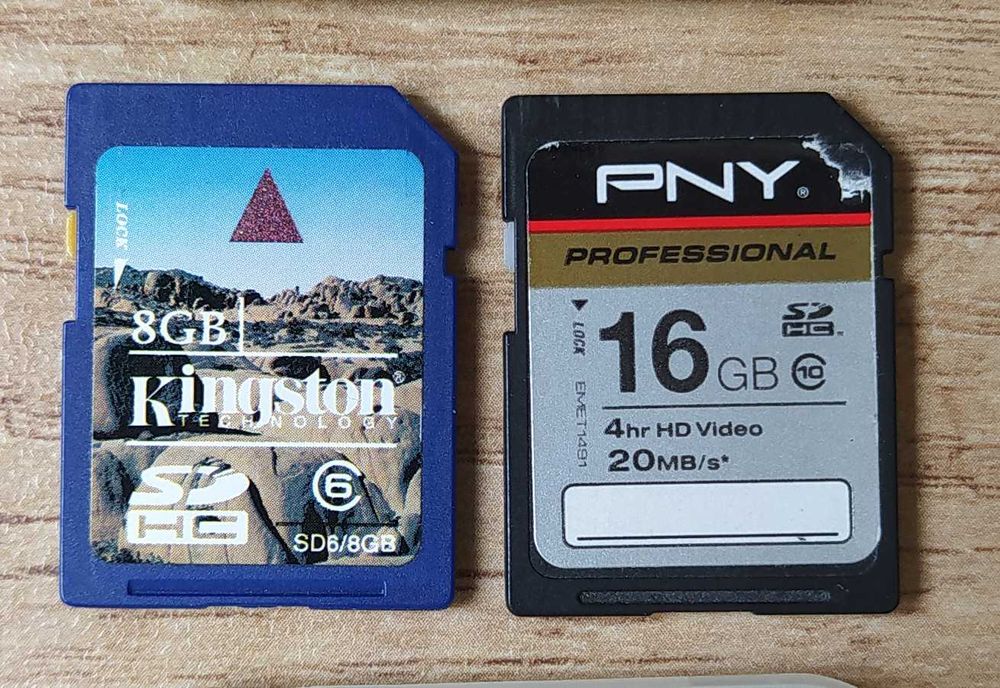 LOCK
8GB
Kingston®
TECHNOLOGY
SD
HC
6
SD6/8GB
PNY®
PROFESSIONAL
LOCK
SD
HC™
16 GB 10
EMET1491
4hr HD Video
20MB/s*